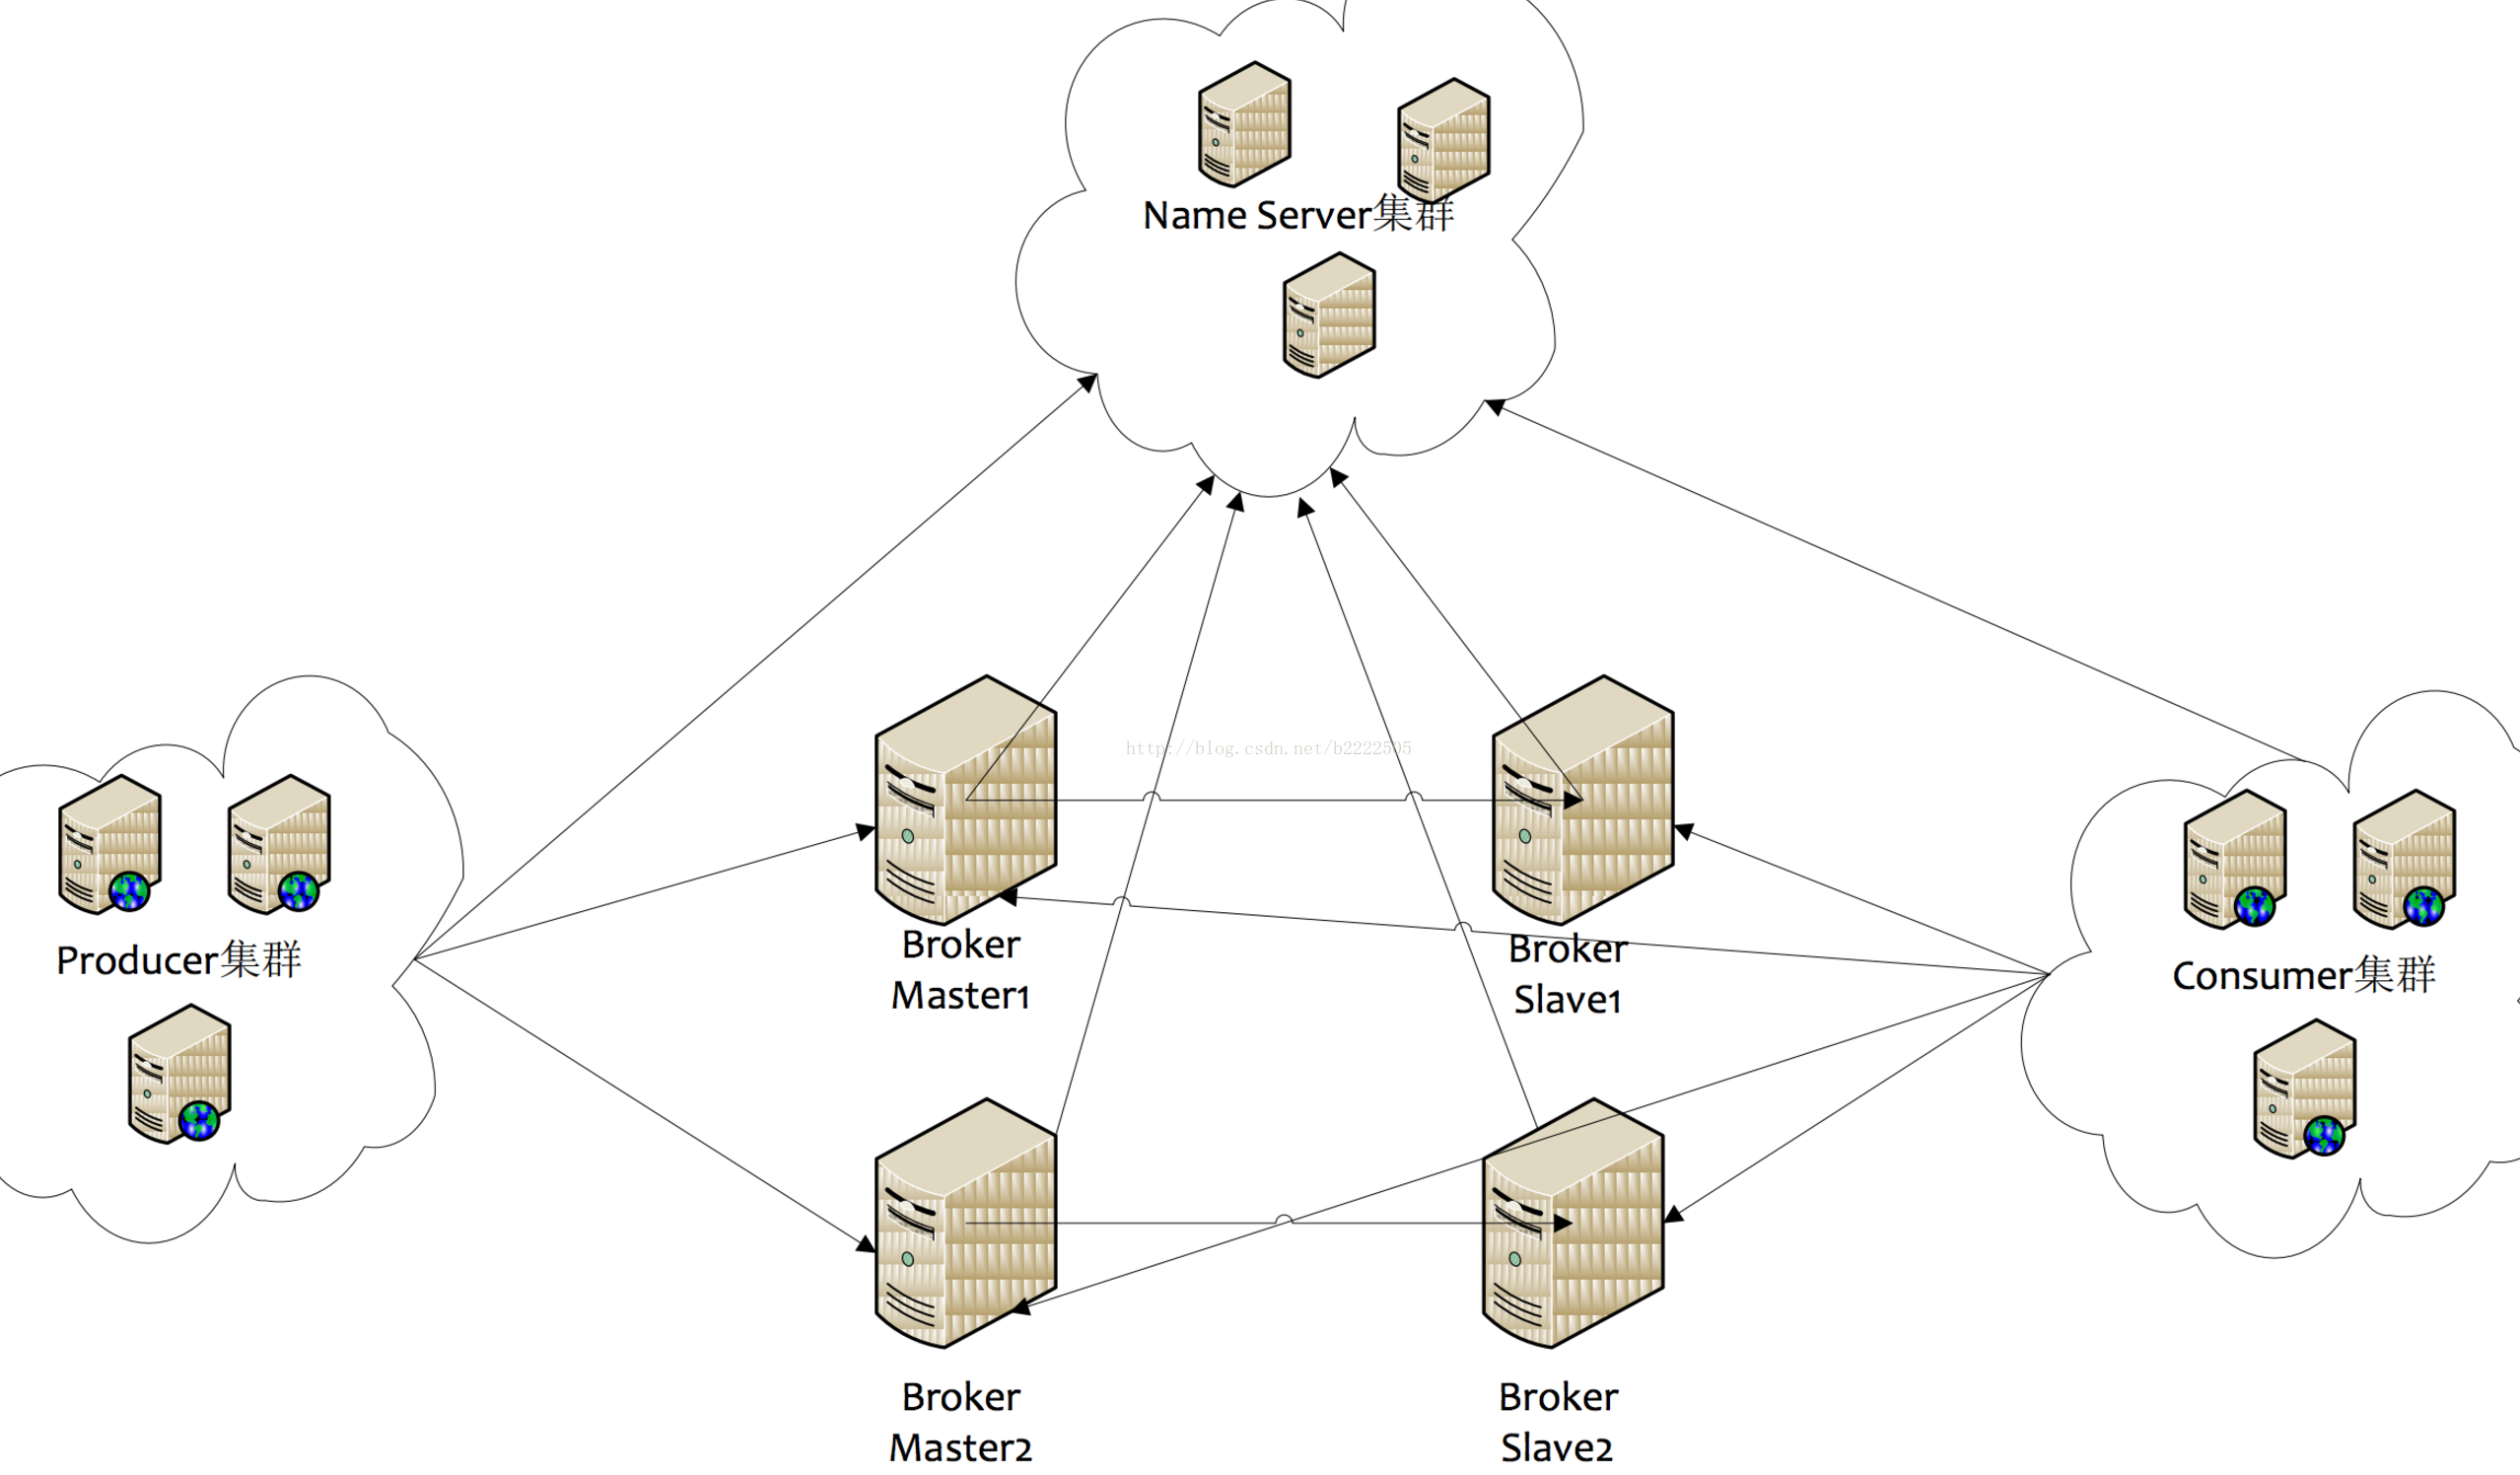 Name Server集群
http://blog.csdn.net/b2222505
Producer集群
Broker
Master1
Broker
Slave1
Consumer集群
Broker
Master2
Broker
Slave2